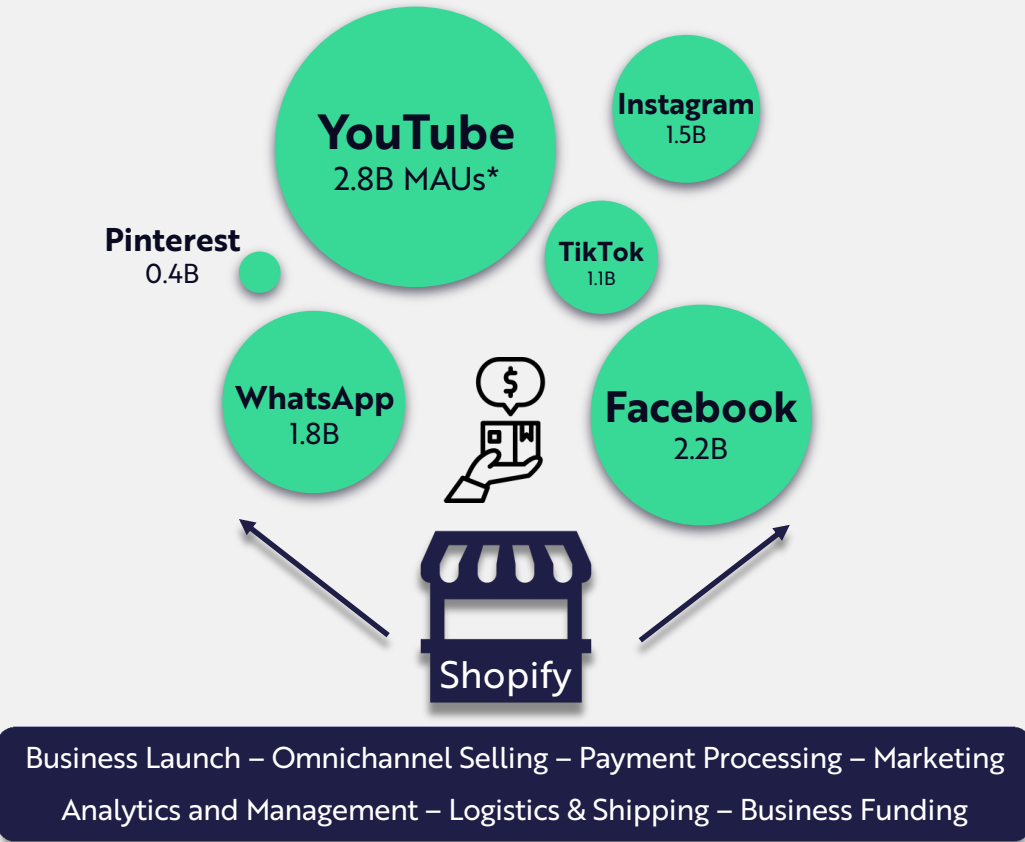 YouTube
2.8B MAUs*
Instagram
1.5B
Pinterest
0.4B
TikTok
1.1B
WhatsApp
1.8B
$
Facebook
2.2B
Shopify
Business Launch – Omnichannel Selling – Payment Processing – Marketing
Analytics and Management – Logistics & Shipping – Business Funding